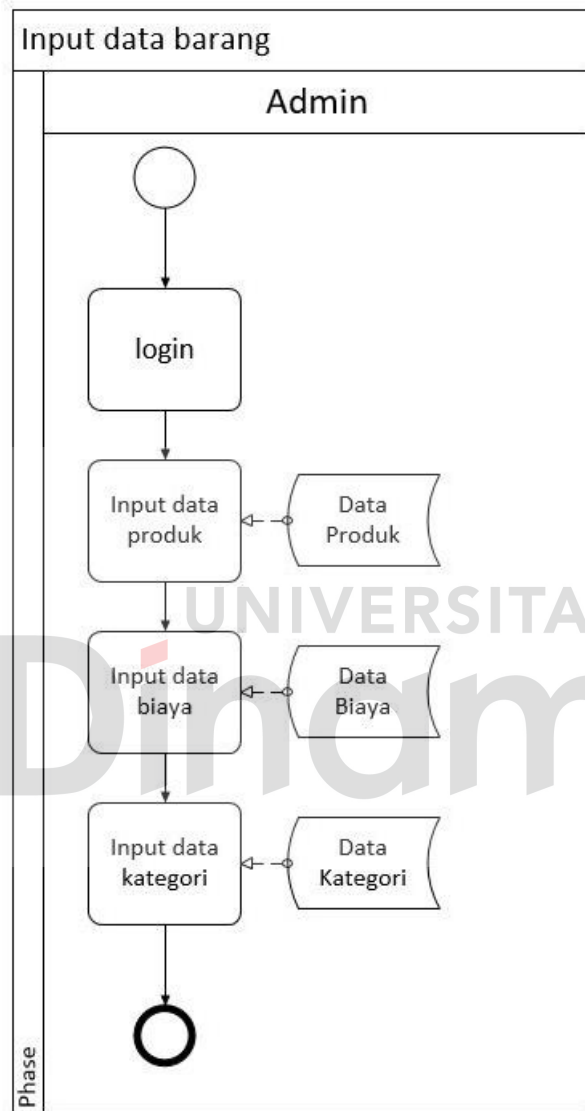 Input data barang
Admin
login
Input data
produk
Data
Produk
UNIVERSITA
Dinam
Input data
biaya
Data
Biaya
Input data
kategori
Data
Kategori
Phase